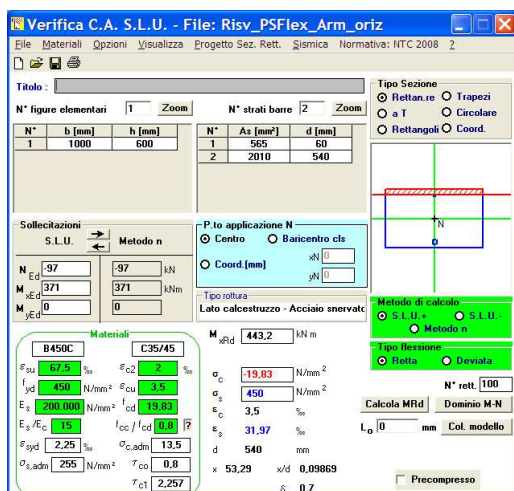 Verifica C.A. S.L.U. - File: Risv_PSFlex_Arm_oriz
File Materiali Opzioni Visualizza Progetto Sez. Rett. Sismica Normativa: NTC 2008 ?
Titolo :
N° figure elementari 1 Zoom N° strati barre 2 Zoom
N° b [mm] h [mm]
1 1000 600
N° As [mm²] d [mm]
1 565 60
2 2010 540
Tipo Sezione
Rettan.re Trapezi
a T Circolare
Rettangoli Coord.
N
Sollecitazioni
S.L.U. Metodo n
N Ed -97 -97 kN
M xEd 371 371 kNm
M yEd 0 0
P.to applicazione N
Centro Baricentro cls
Coord.[mm] xN 0
yN 0
Tipo rottura
Lato calcestruzzo - Acciaio snervato
Metodo di calcolo
S.L.U.+ S.L.U.-
Metodo n
Tipo flessione
Retta Deviata
N° rett. 100
Calcola MRd Dominio M-N
L₀ 0 mm Col. modello
Precompresso
Materiali
B450C C35/45
εsu 67,5 ‰ εc2 2 ‰
fyd 450 N/mm² εcu 3,5 ‰
Es 200.000 N/mm² fcd 19,83
Es/Ec 15 fcc / fcd 0,8 ?
εsyd 2,25 ‰ σc,adm 13,5
σs,adm 255 N/mm² τco 0,8
τc1 2,257
M xRd 443,2 kN m
σc -19,83 N/mm²
σs 450 N/mm²
εc 3,5 ‰
εs 31,97 ‰
d 540 mm
x 53,29 x/d 0,09869
δ 0,7